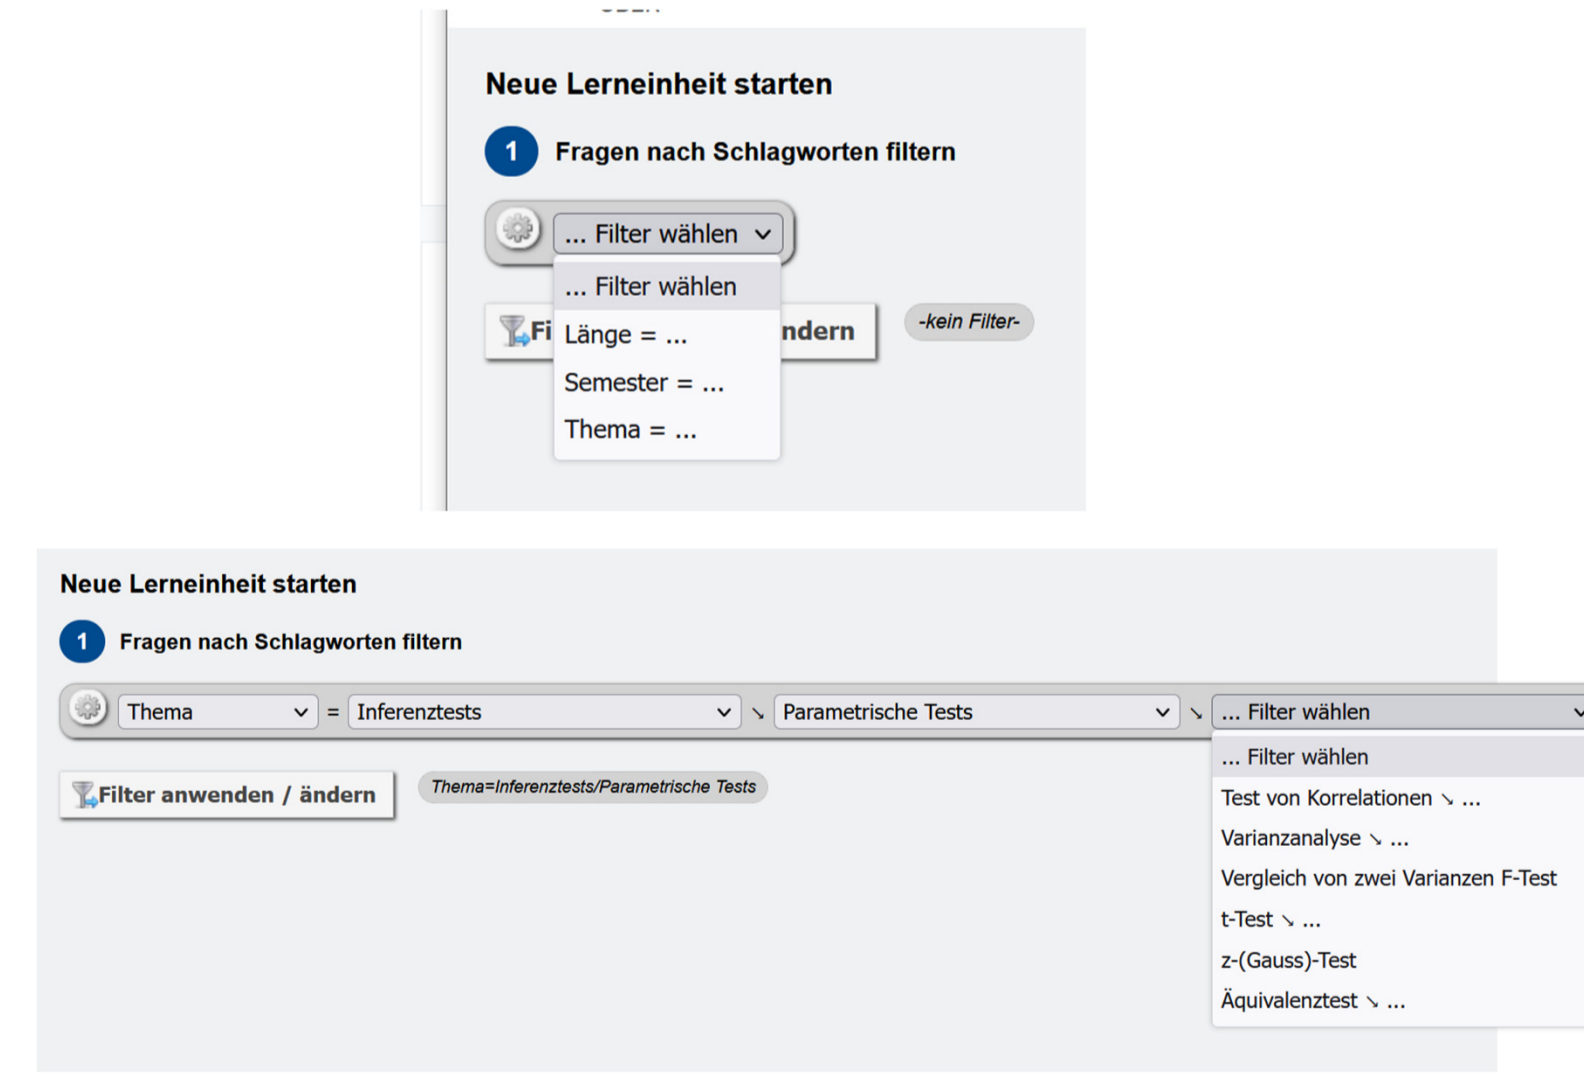 Neue Lerneinheit starten
1 Fragen nach Schlagworten filtern
... Filter wählen
... Filter wählen
Länge = ...
Semester = ...
Thema = ...
Fi
ndern
-kein Filter-
Neue Lerneinheit starten
1 Fragen nach Schlagworten filtern
Thema = Inferenztests ↘ Parametrische Tests ↘ ... Filter wählen
Filter anwenden / ändern Thema=Inferenztests/Parametrische Tests
... Filter wählen
Test von Korrelationen ↘ ...
Varianzanalyse ↘ ...
Vergleich von zwei Varianzen F-Test
t-Test ↘ ...
z-(Gauss)-Test
Äquivalenztest ↘ ...